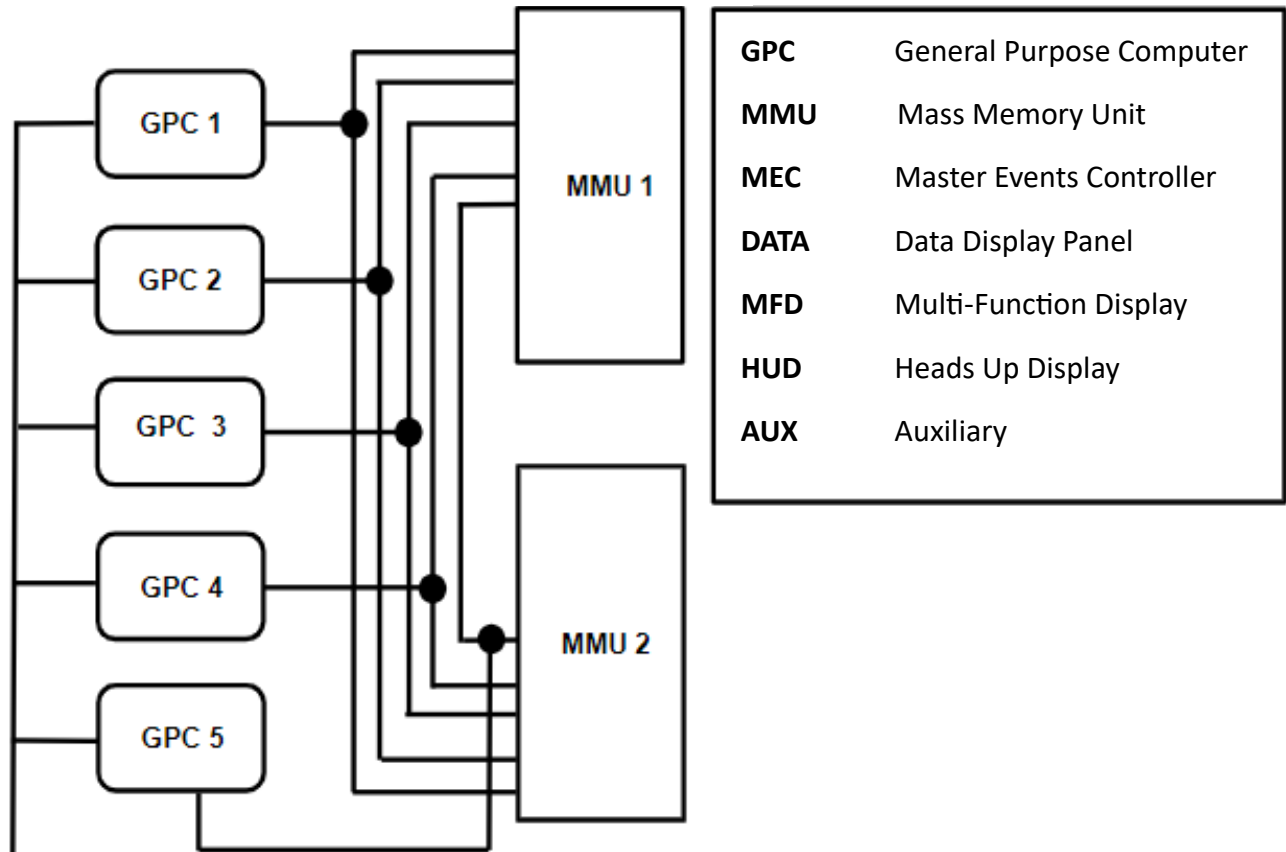 GPC 1
GPC 2
GPC 3
GPC 4
GPC 5
MMU 1
MMU 2
GPC General Purpose Computer
MMU Mass Memory Unit
MEC Master Events Controller
DATA Data Display Panel
MFD Multi-Function Display
HUD Heads Up Display
AUX Auxiliary